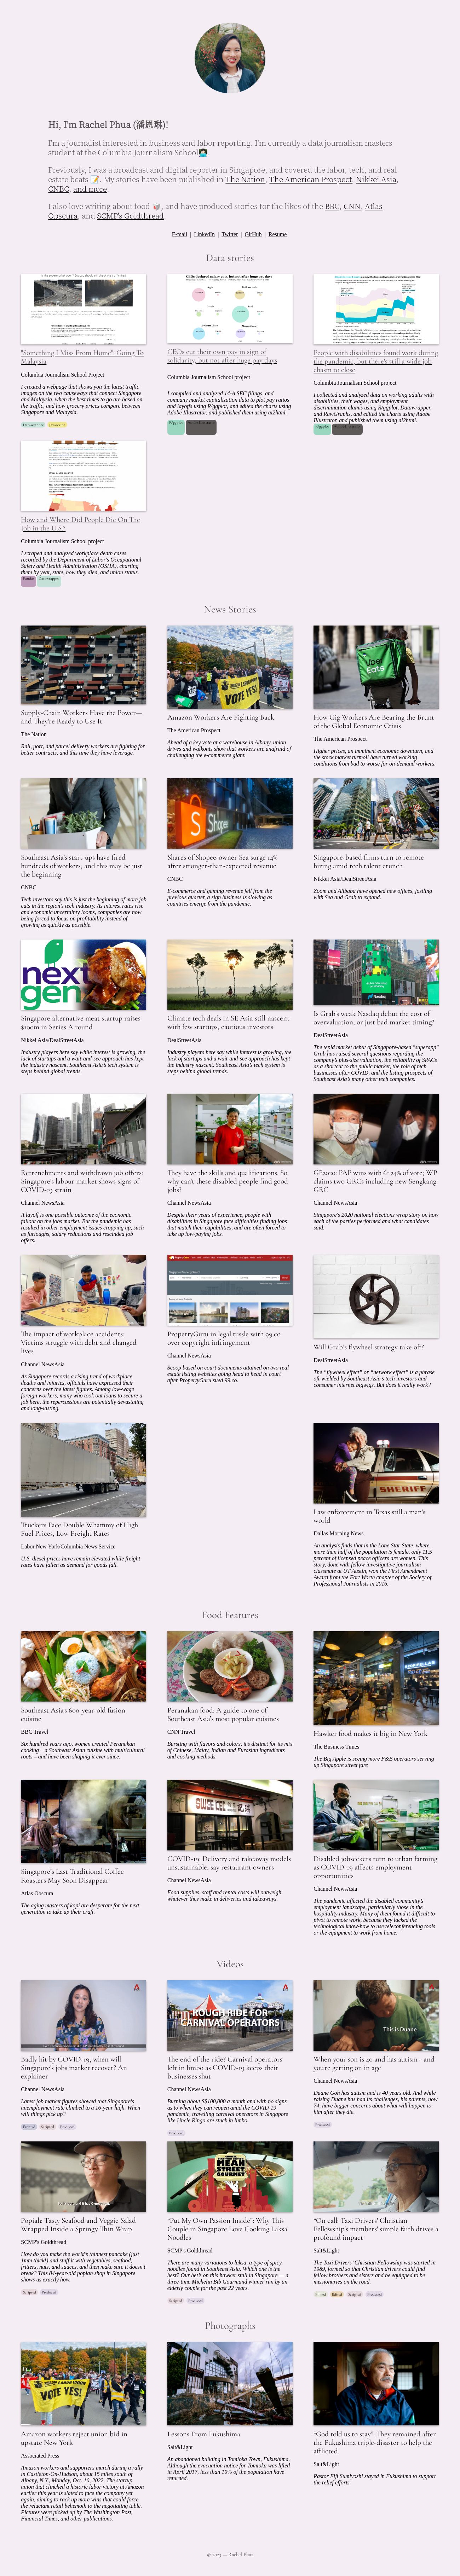 Hi, I'm Rachel Phua (潘恩琳)!
I'm a journalist interested in business and labor reporting. I'm currently a data journalism masters
student at the Columbia Journalism School
Previously, I was a broadcast and digital reporter in Singapore, and covered the labor, tech, and real
estate beats 📝. My stories have been published in The Nation, The American Prospect, Nikkei Asia,
CNBC, and more.
I also love writing about food 🥡, and have produced stories for the likes of the BBC, CNN, Atlas
Obscura, and SCMP's Goldthread.
E-mail | LinkedIn | Twitter | GitHub | Resume
Data stories
"Something I Miss From Home": Going To
Malaysia
Columbia Journalism School Project
I created a webpage that reports on the latest traffic
images on the two causeways that connect Singapore
and Malaysia, when the best times to go are based on
the traffic, and how grocery prices compare between
Singapore and Malaysia.
Datawrapper Javascript
CEOs cut their own pay in sign of
solidarity, but not after huge pay days
Columbia Journalism School project
I compiled and analyzed 14A SEC filings, and
company market capitalization data to plot pay ratios
and layoffs using R/ggplot, and edited the charts using
Adobe Illustrator, and published them using ai2html.
People with disabilities found work during
the pandemic, but there's still a wide job
chasm to close
Columbia Journalism School project
I collected and analyzed data on working adults with
disabilities, their wages, and employment
discrimination claims using R/ggplot, Datawrapper,
and RawGraphs, and edited the charts using Adobe
Illustrator, and published them using ai2html.
How and Where Did People Die On The
Job in the U.S.?
Columbia Journalism School project
I scraped and analyzed workplace death cases
recorded by the Department of Labor's Occupational
Safety and Health Administration (OSHA), charting
them by year, state, how they died, and union status.
Pandas Datawrapper
News Stories
Supply-Chain Workers Have the Power—
and They're Ready to Use It
The Nation
Rail, port, and parcel delivery workers are fighting for
better contracts, and this time they have leverage.
VOTE YES!
Amazon Workers Are Fighting Back
The American Prospect
Ahead of a key vote at a warehouse in Albany, union
drives and walkouts show that workers are unafraid of
challenging the e-commerce giant.
Uber
Eats
How Gig Workers Are Bearing the Brunt
of the Global Economic Crisis
The American Prospect
Higher prices, an imminent economic downturn, and
the stock market turmoil have turned working
conditions from bad to worse for on-demand workers.
Southeast Asia's start-ups have fired
hundreds of workers, and this may be just
the beginning
CNBC
Tech investors say this is just the beginning of more job
cuts in the region's tech industry. As interest rates rise
and economic uncertainty looms, companies are now
being forced to focus on profitability instead of
growing as quickly as possible.
Shopee
Shares of Shopee-owner Sea surge 14%
after stronger-than-expected revenue
CNBC
E-commerce and gaming revenue fell from the
previous quarter, a sign business is slowing as
countries emerge from the pandemic.
Singapore-based firms turn to remote
hiring amid tech talent crunch
Nikkei Asia/DealStreetAsia
Zoom and Alibaba have opened new offices, jostling
with Sea and Grab to expand.
next
gen
Singapore alternative meat startup raises
$100m in Series A round
Nikkei Asia/DealStreetAsia
Industry players here say while interest is growing, the
lack of startups and a wait-and-see approach has kept
the industry nascent. Southeast Asia's tech system is
steps behind global trends.
Climate tech deals in SE Asia still nascent
with few startups, cautious investors
DealStreetAsia
Industry players here say while interest is growing, the
lack of startups and a wait-and-see approach has kept
the industry nascent. Southeast Asia's tech system is
steps behind global trends.
Is Grab's weak Nasdaq debut the cost of
overvaluation, or just bad market timing?
DealStreetAsia
The tepid market debut of Singapore-based "superapp"
Grab has raised several questions regarding the
company's plus-size valuation, the reliability of SPACs
as a shortcut to the public market, the role of tech
businesses after COVID, and the listing prospects of
Southeast Asia's many other tech companies.
Retrenchments and withdrawn job offers:
Singapore's labour market shows signs of
COVID-19 strain
Channel NewsAsia
A layoff is one possible outcome of the economic
fallout on the jobs market. But the pandemic has
resulted in other employment troubles cropping up, such
as furloughs, salary reductions and rescinded job
offers.
They have the skills and qualifications. So
why can't these disabled people find good
jobs?
Channel NewsAsia
Despite their years of experience, people with
disabilities in Singapore face difficulties finding jobs
that match their capabilities, and are often forced to
take up low-paying jobs.
GE2020: PAP wins with 61.24% of vote; WP
claims two GRCs including new Sengkang
GRC
Channel NewsAsia
Singapore's 2020 national elections wrap story on how
each of the parties performed and what candidates
said.
The impact of workplace accidents:
Victims struggle with debt and changed
lives
Channel NewsAsia
As Singapore records a rising trend of workplace
deaths and injuries, officials have expressed their
concerns over the latest figures. Among low-wage
foreign workers, many who took out loans to secure a
job here, the repercussions are potentially devastating
and long-lasting.
PropertyGuru in legal tussle with 99.co
over copyright infringement
Channel NewsAsia
Scoop based on court documents attained on two real
estate listing websites going head to head in court
after PropertyGuru sued 99.co.
Will Grab's flywheel strategy take off?
DealStreetAsia
The "flywheel effect" or "network effect" is a phrase
oft-wielded by Southeast Asia's tech investors and
consumer internet bigwigs. But does it really work?
Truckers Face Double Whammy of High
Fuel Prices, Low Freight Rates
Labor New York/Columbia News Service
U.S. diesel prices have remain elevated while freight
rates have fallen as demand for goods fall.
SHERIFF
Law enforcement in Texas still a man's
world
Dallas Morning News
An analysis finds that in the Lone Star State, where
more than half of the population is female, only 11.5
percent of licensed peace officers are women. This
story, done with fellow investigative journalism
classmate at UT Austin, won the First Amendment
Award from the Fort Worth chapter of the Society of
Professional Journalists in 2016.
Food Features
Southeast Asia's 600-year-old fusion
cuisine
BBC Travel
Six hundred years ago, women created Peranakan
cooking – a Southeast Asian cuisine with multicultural
roots – and have been shaping it ever since.
Peranakan food: A guide to one of
Southeast Asia's most popular cuisines
CNN Travel
Bursting with flavors and colors, it's distinct for its mix
of Chinese, Malay, Indian and Eurasian ingredients
and cooking methods.
Hawker food makes it big in New York
The Business Times
The Big Apple is seeing more F&B operators serving
up Singapore street fare
Singapore's Last Traditional Coffee
Roasters May Soon Disappear
Atlas Obscura
The aging masters of kopi are desperate for the next
generation to take up their craft.
SWEE KEE
COVID-19: Delivery and takeaway models
unsustainable, say restaurant owners
Channel NewsAsia
Food supplies, staff and rental costs will outweigh
whatever they make in deliveries and takeaways.
Disabled jobseekers turn to urban farming
as COVID-19 affects employment
opportunities
Channel NewsAsia
The pandemic affected the disabled community's
employment landscape, particularly those in the
hospitality industry. Many of them found it difficult to
pivot to remote work, because they lacked the
technological know-how to use teleconferencing tools
or the equipment to work from home.
Videos
Badly hit by COVID-19, when will
Singapore's jobs market recover? An
explainer
Channel NewsAsia
Latest job market figures showed that Singapore's
unemployment rate climbed to a 16-year high. When
will things pick up?
Fronted Scripted Produced
ROUGH RIDE FOR
CARNIVAL OPERATORS
The end of the ride? Carnival operators
left in limbo as COVID-19 keeps their
businesses shut
Channel NewsAsia
Burning about S$100,000 a month and with no signs
as to when they can reopen amid the COVID-19
pandemic, travelling carnival operators in Singapore
like Uncle Ringo are stuck in limbo.
Produced
This is Duane
When your son is 40 and has autism - and
you're getting on in age
Channel NewsAsia
Duane Goh has autism and is 40 years old. And while
raising Duane has had its challenges, his parents, now
74, have bigger concerns about what will happen to
him after they die.
Produced
Popiah: Tasty Seafood and Veggie Salad
Wrapped Inside a Springy Thin Wrap
SCMP's Goldthread
How do you make the world's thinnest pancake (just
1mm thick!) and stuff it with vegetables, seafood,
fritters, nuts, and sauces, and then make sure it doesn't
break? This 84-year-old popiah shop in Singapore
shows us exactly how.
Scripted Produced
MEAN
STREET
GOURMET
"Put My Own Passion Inside": Why This
Couple in Singapore Love Cooking Laksa
Noodles
SCMP's Goldthread
There are many variations to laksa, a type of spicy
noodles found in Southeast Asia. Which one is the
best? Our bet's on this hawker stall in Singapore — a
three-time Michelin Bib Gourmand winner run by an
elderly couple for the past 22 years.
Scripted Produced
"On call: Taxi Drivers' Christian
Fellowship's members' simple faith drives a
profound impact
Salt&Light
The Taxi Drivers' Christian Fellowship was started in
1989, formed so that Christian drivers could find
fellow brothers and sisters and be equipped to be
missionaries on the road.
Filmed Edited Scripted Produced
Photographs
VOTE YES!
Amazon workers reject union bid in
upstate New York
Associated Press
Amazon workers and supporters march during a rally
in Castleton-On-Hudson, about 15 miles south of
Albany, N.Y., Monday, Oct. 10, 2022. The startup
union that clinched a historic labor victory at Amazon
earlier this year is slated to face the company yet
again, aiming to rack up more wins that could force
the reluctant retail behemoth to the negotiating table.
Pictures were picked up by The Washington Post,
Financial Times, and other publications.
Lessons From Fukushima
Salt&Light
An abandoned building in Tomioka Town, Fukushima.
Although the evacuation notice for Tomioka was lifted
in April 2017, less than 10% of the population have
returned.
"God told us to stay": They remained after
the Fukushima triple-disaster to help the
afflicted
Salt&Light
Pastor Eiji Sumiyoshi stayed in Fukushima to support
the relief efforts.
© 2023 — Rachel Phua